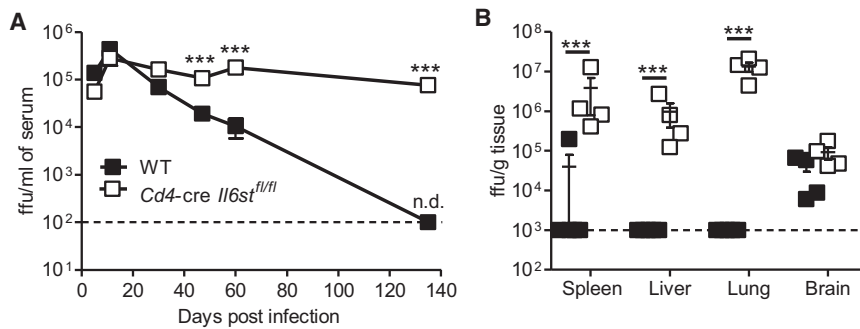 A
ffu/ml of serum
10⁶
10⁵
10⁴
10³
10²
10¹
***
***
***
n.d.
WT
Cd4-cre Il6st^fl/fl
0 20 40 60 80 100 120 140
Days post infection
B
ffu/g tissue
10⁸
10⁷
10⁶
10⁵
10⁴
10³
10²
***
***
***
Spleen Liver Lung Brain